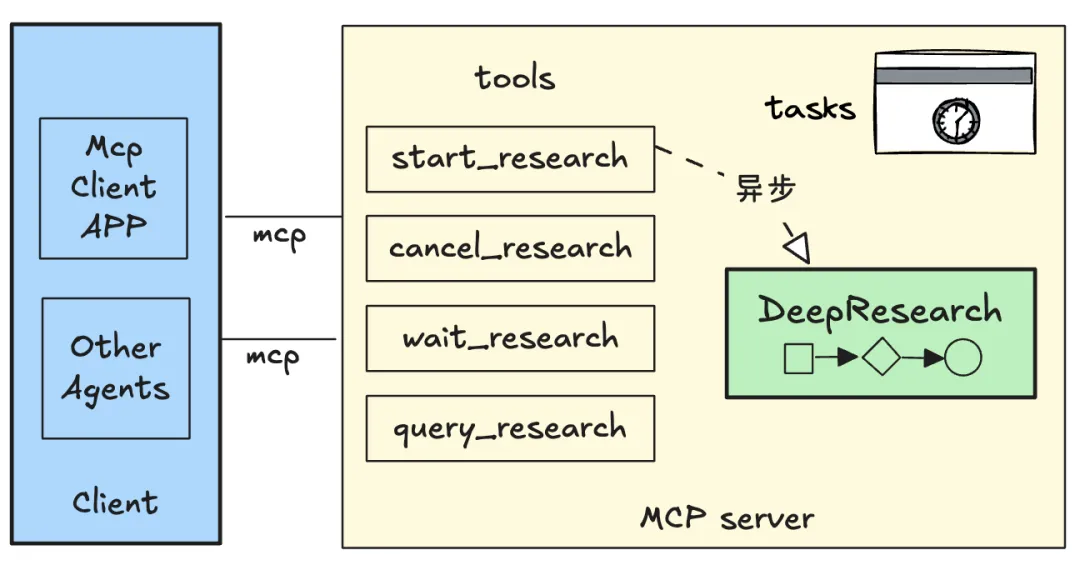 Mcp
Client
APP
Other
Agents
Client
mcp
mcp
tools
start_research
cancel_research
wait_research
query_research
tasks
异步
DeepResearch
MCP server